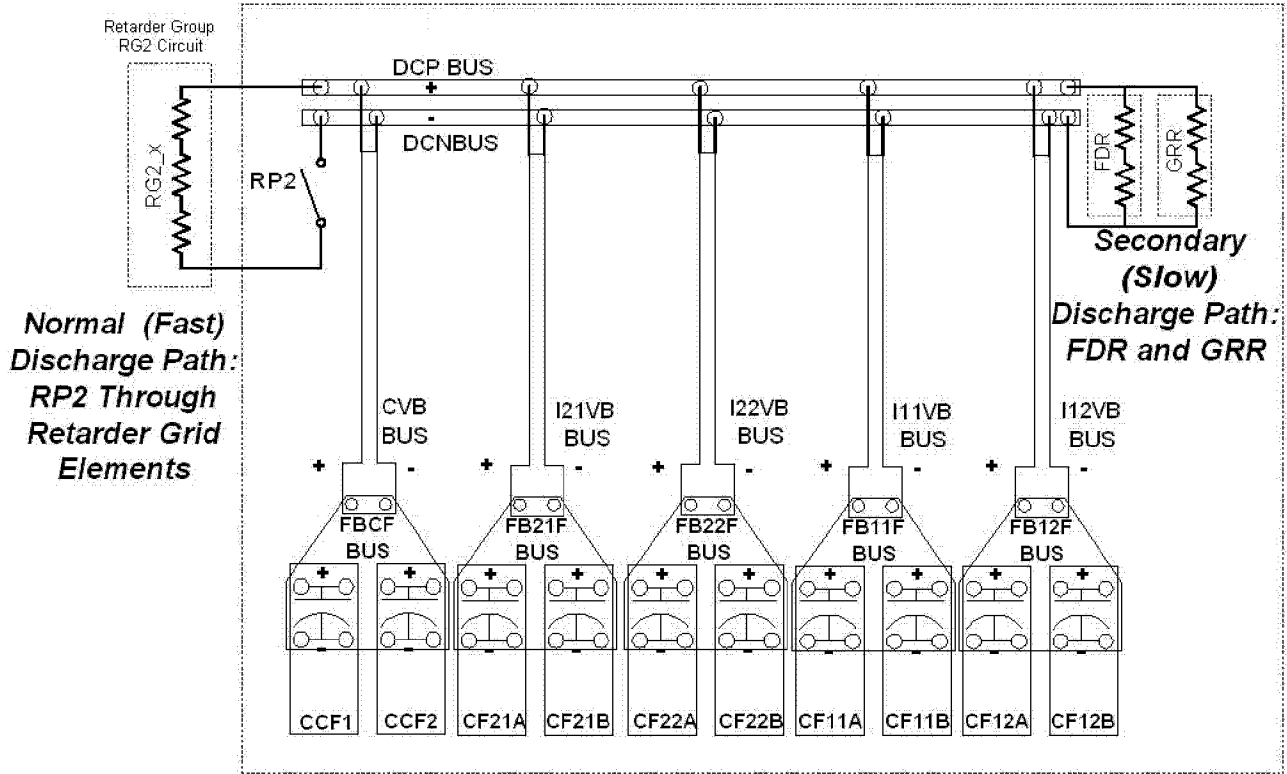 Retarder Group
RG2 Circuit
DCP BUS
+
-
DCNBUS
RG2_x
RP2
FDR
GRR
Secondary
(Slow)
Discharge Path:
FDR and GRR
Normal (Fast)
Discharge Path:
RP2 Through
Retarder Grid
Elements
CVB
BUS
I21VB
BUS
I22VB
BUS
I11VB
BUS
I12VB
BUS
+ -
+ -
+ -
+ -
+ -
FBCF
BUS
FB21F
BUS
FB22F
BUS
FB11F
BUS
FB12F
BUS
+ + + + + + + + + +
- - - - - - - - - -
CCF1
CCF2
CF21A
CF21B
CF22A
CF22B
CF11A
CF11B
CF12A
CF12B